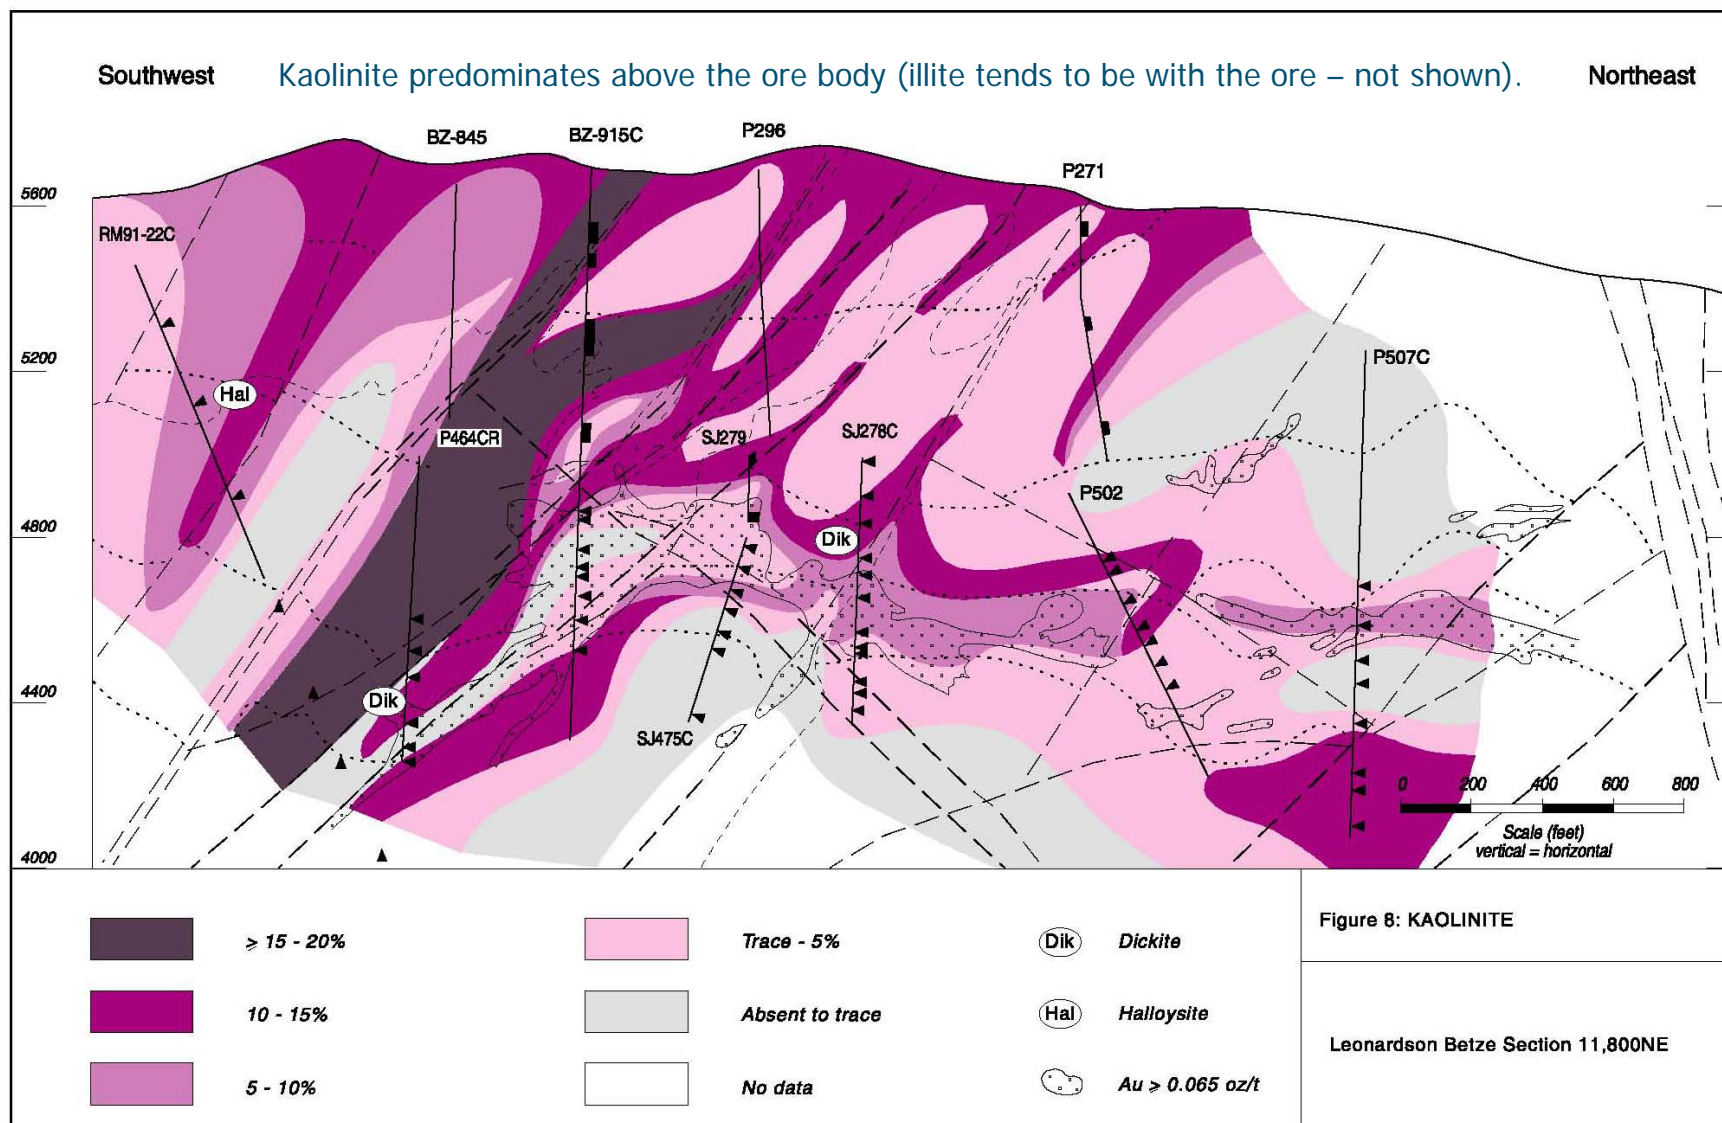 Southwest
Kaolinite predominates above the ore body (illite tends to be with the ore – not shown).
Northeast
BZ-845
BZ-915C
P296
P271
5600
RM91-22C
5200
P507C
Hal
P464CR
SJ279
SJ278C
P502
4800
Dik
4400
Dik
SJ475C
0
200
400
600
800
Scale (feet)
vertical = horizontal
4000
⩾ 15 - 20%
Trace - 5%
Dik
Dickite
Figure 8: KAOLINITE
10 - 15%
Absent to trace
Hal
Halloysite
Leonardson Betze Section 11,800NE
5 - 10%
No data
Au ⩾ 0.065 oz/t